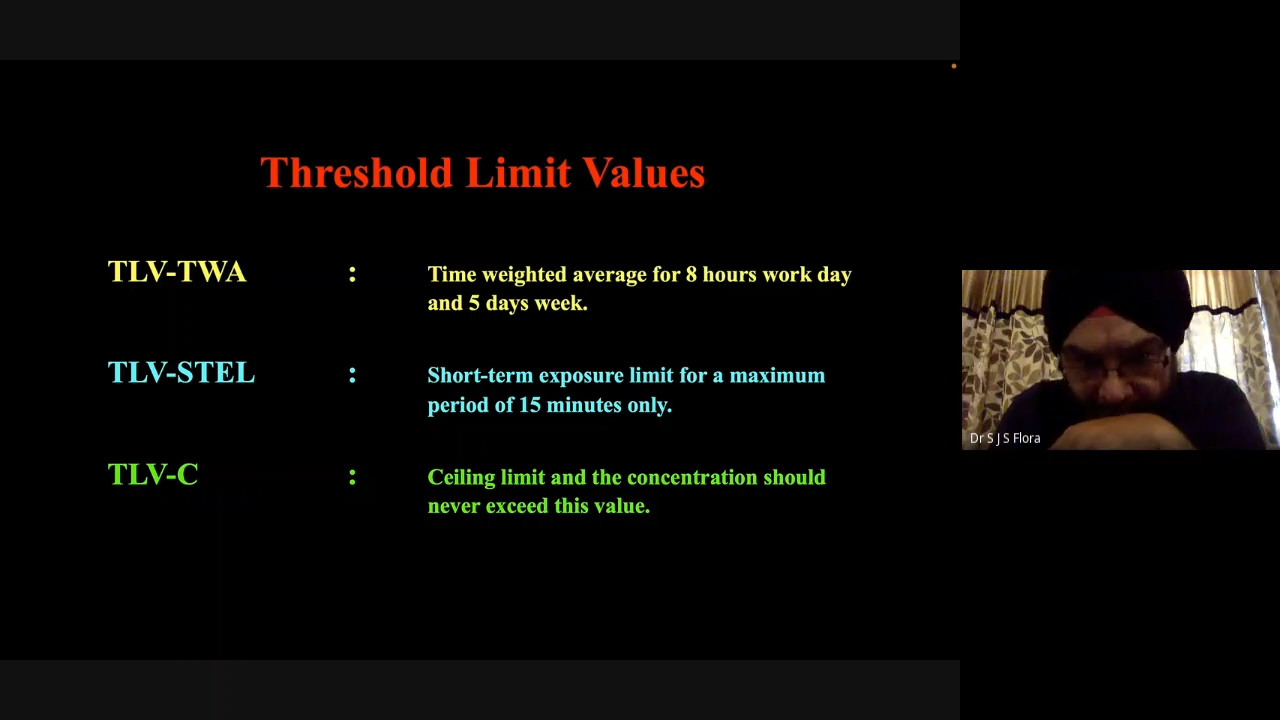 Threshold Limit Values
TLV-TWA : Time weighted average for 8 hours work day
and 5 days week.
TLV-STEL : Short-term exposure limit for a maximum
period of 15 minutes only.
TLV-C : Ceiling limit and the concentration should
never exceed this value.
Dr S J S Flora